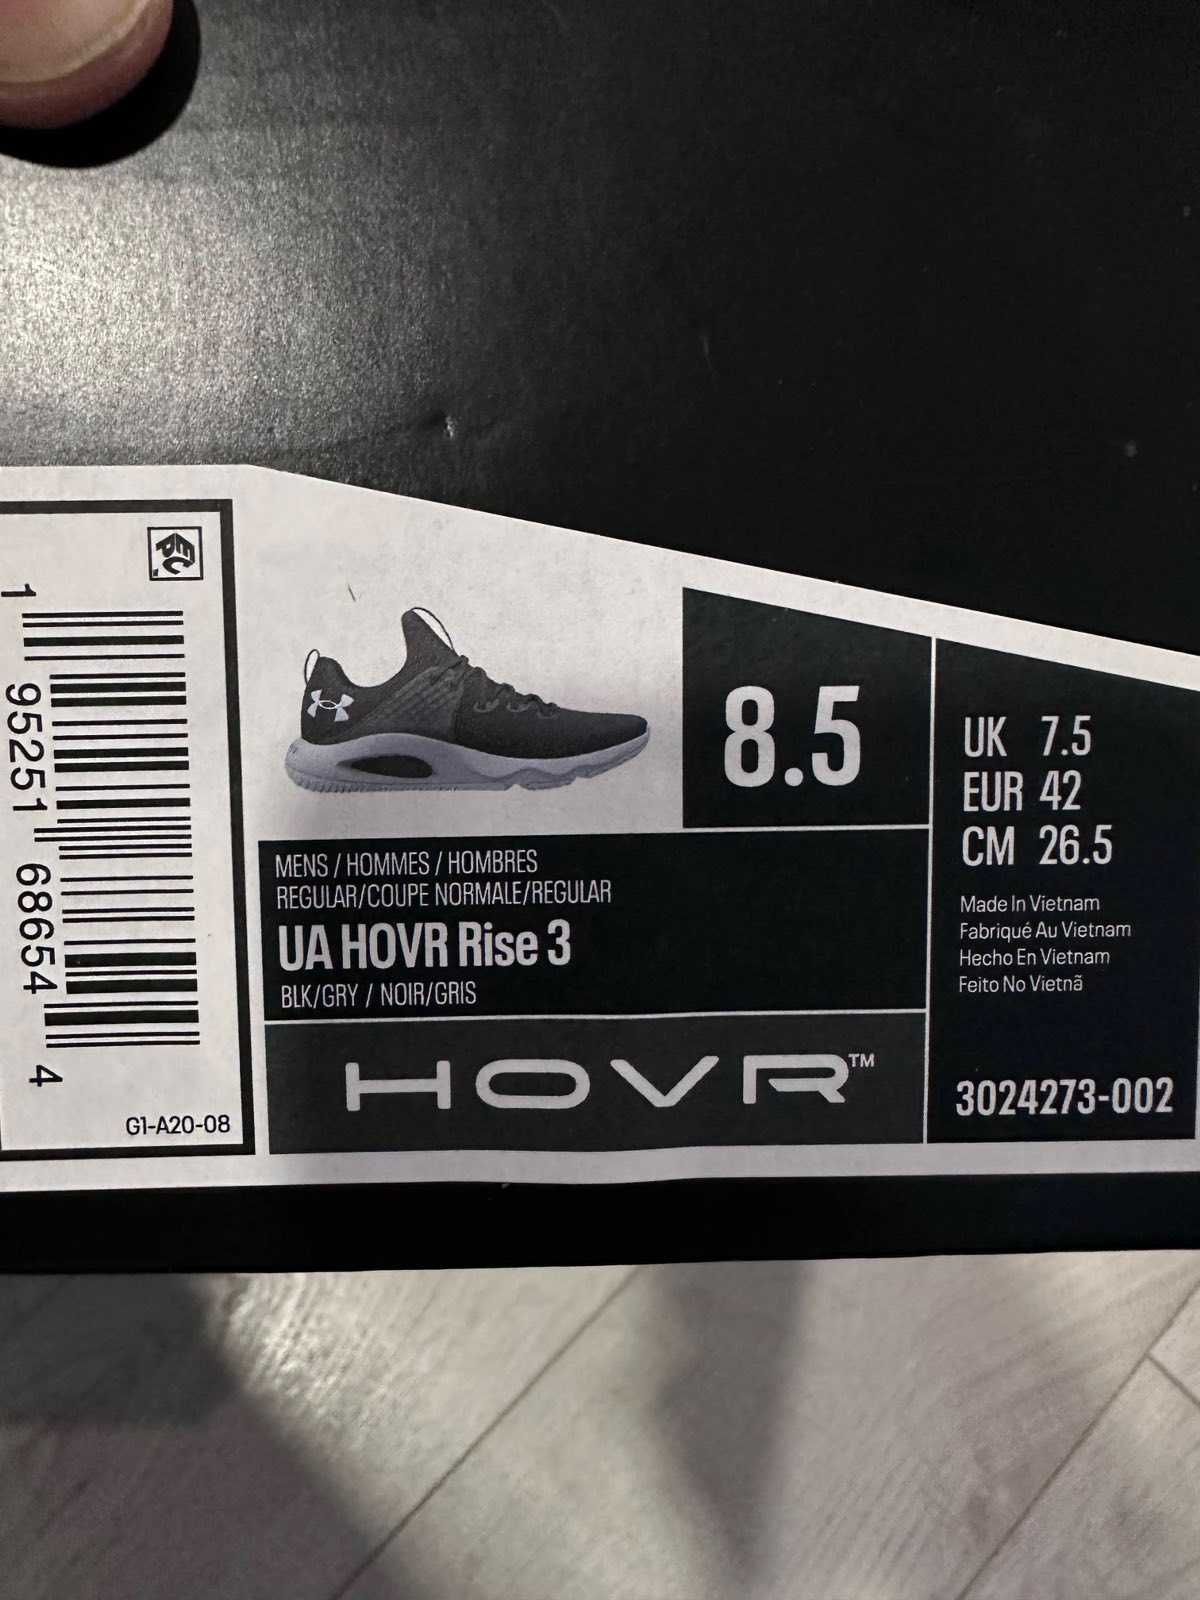 1 95251 68654 4
G1-A20-08
8.5
UK 7.5
EUR 42
CM 26.5
MENS / HOMMES / HOMBRES
REGULAR/COUPE NORMALE/REGULAR
UA HOVR Rise 3
BLK/GRY / NOIR/GRIS
HOVR™
Made In Vietnam
Fabriqué Au Vietnam
Hecho En Vietnam
Feito No Vietnã
3024273-002